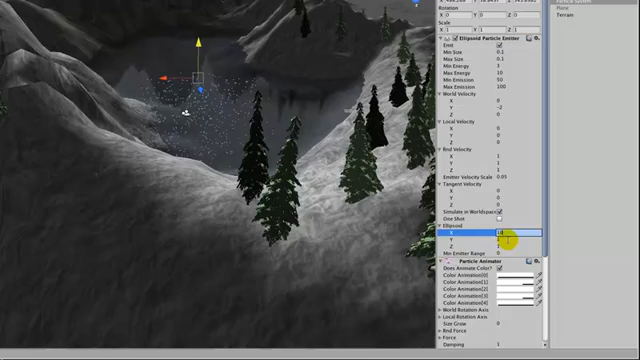 Particle System
Plane
Terrain
Rotation
X 0 Y 0 Z 0
Scale
X 1 Y 1 Z 1
Ellipsoid Particle Emitter
Emit
Min Size 0.1
Max Size 0.1
Min Energy 3
Max Energy 10
Min Emission 50
Max Emission 100
World Velocity
X 0
Y -2
Z 0
Local Velocity
X 0
Y 0
Z 0
Rnd Velocity
X 1
Y 1
Z 1
Emitter Velocity Scale 0.05
Tangent Velocity
X 0
Y 0
Z 0
Simulate in Worldspace
One Shot
Ellipsoid
X 10
Y 1
Z 1
Min Emitter Range 0
Particle Animator
Does Animate Color?
Color Animation[0]
Color Animation[1]
Color Animation[2]
Color Animation[3]
Color Animation[4]
World Rotation Axis
Local Rotation Axis
Size Grow 0
Rnd Force
Force
Damping 1